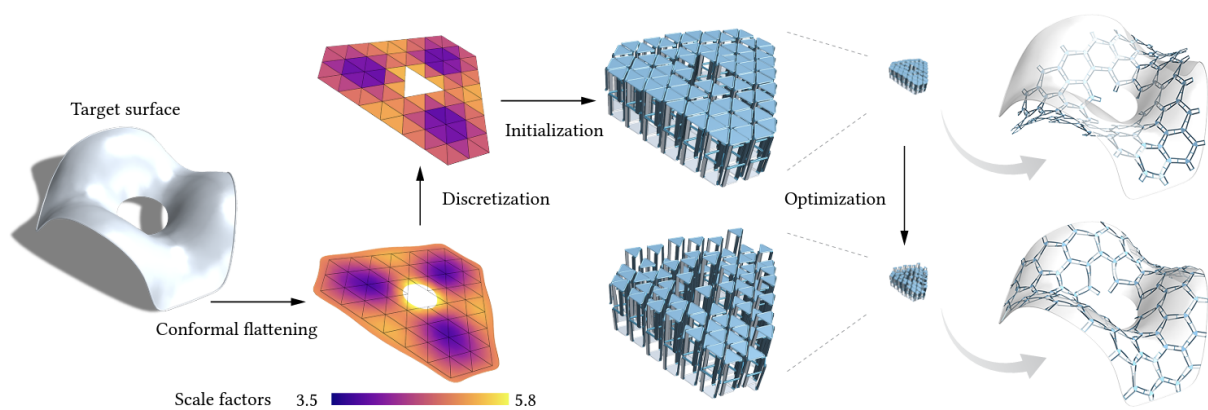 Target surface
Conformal flattening
Discretization
Initialization
Optimization
Scale factors 3.5 5.8